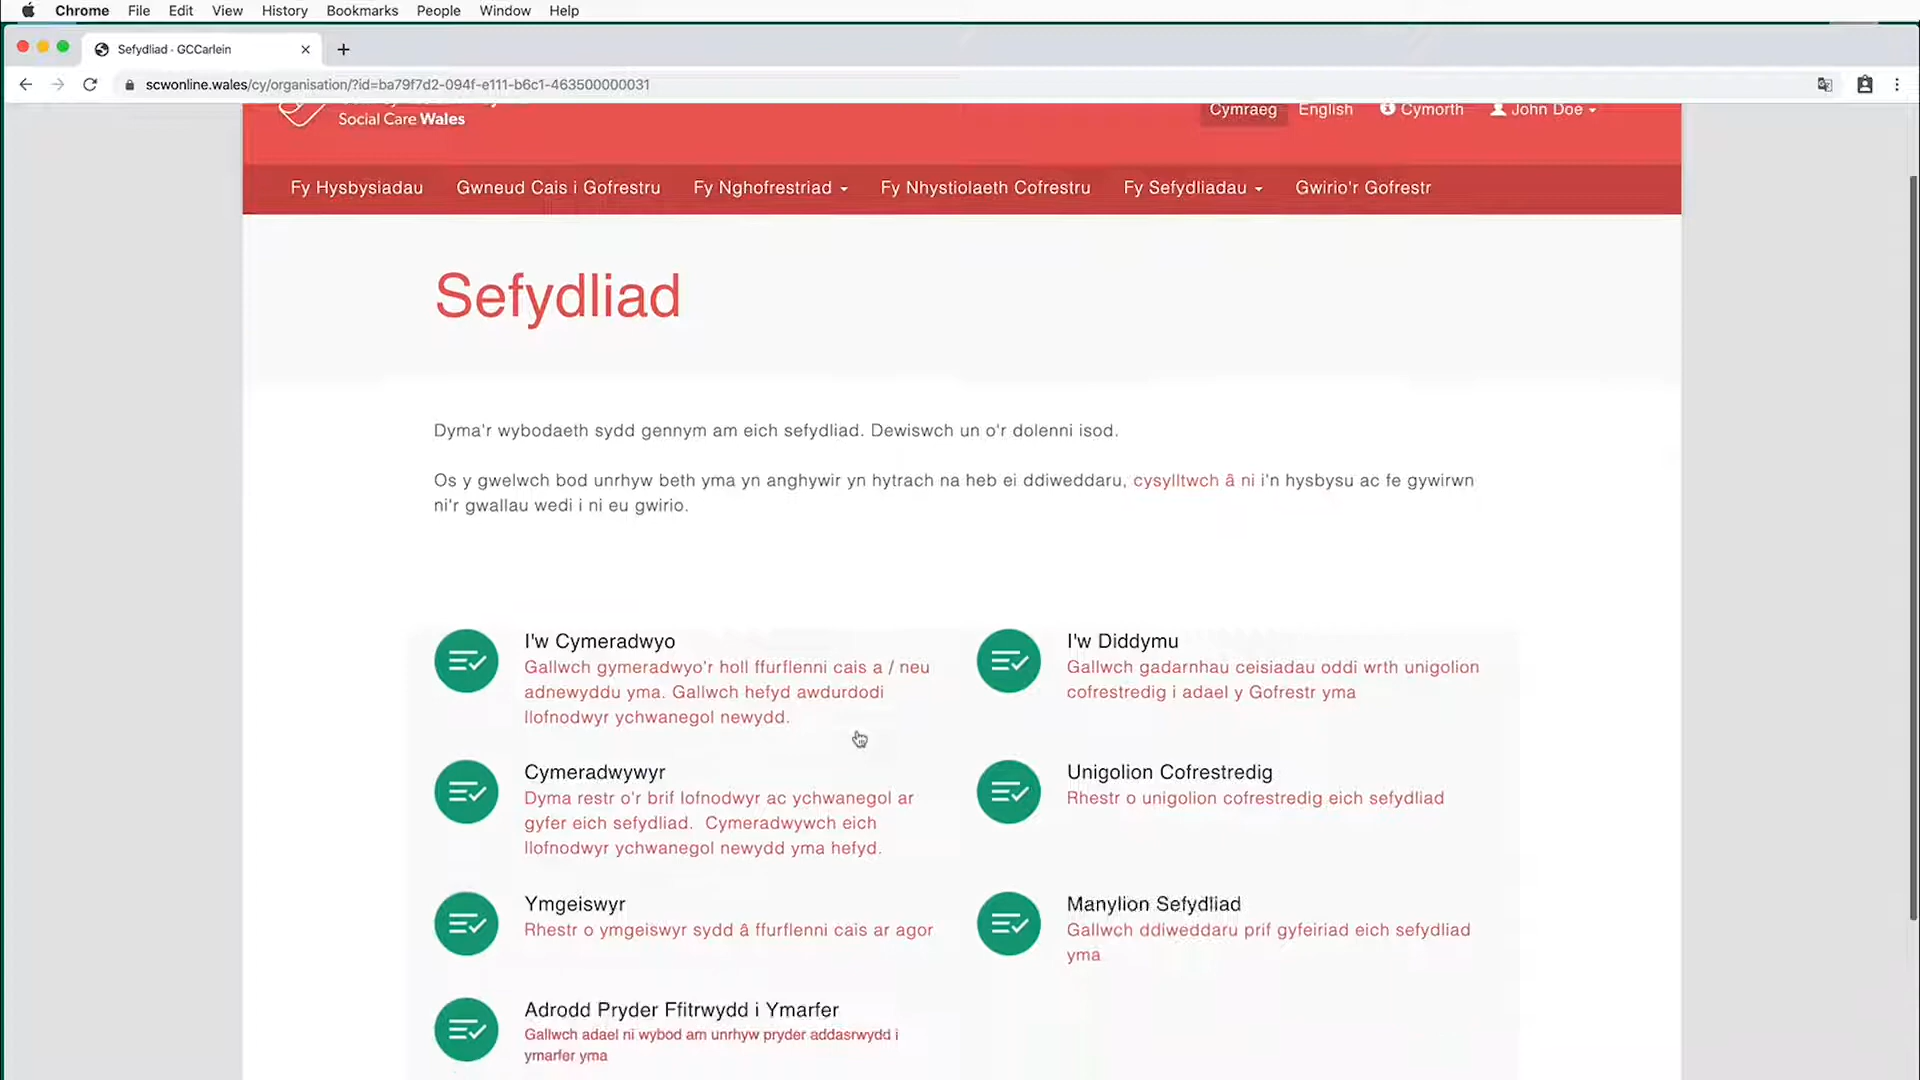 Chrome File Edit View History Bookmarks People Window Help
Sefydliad - GCCarlein
scwonline.wales/cy/organisation/?id=ba79f7d2-094f-e111-b6c1-463500000031
Social Care Wales
Cymraeg English Cymorth John Doe
Fy Hysbysiadau Gwneud Cais i Gofrestru Fy Nghofrestriad Fy Nhystiolaeth Cofrestru Fy Sefydliadau Gwirio'r Gofrestr
Sefydliad
Dyma'r wybodaeth sydd gennym am eich sefydliad. Dewiswch un o'r dolenni isod.
Os y gwelwch bod unrhyw beth yma yn anghywir yn hytrach na heb ei ddiweddaru, cysylltwch â ni i'n hysbysu ac fe gywirwn
ni'r gwallau wedi i ni eu gwirio.
I'w Cymeradwyo
Gallwch gymeradwyo'r holl ffurflenni cais a / neu
adnewyddu yma. Gallwch hefyd awdurdodi
llofnodwyr ychwanegol newydd.
I'w Diddymu
Gallwch gadarnhau ceisiadau oddi wrth unigolion
cofrestredig i adael y Gofrestr yma
Cymeradwywyr
Dyma restr o'r brif lofnodwyr ac ychwanegol ar
gyfer eich sefydliad. Cymeradwywch eich
llofnodwyr ychwanegol newydd yma hefyd.
Unigolion Cofrestredig
Rhestr o unigolion cofrestredig eich sefydliad
Ymgeiswyr
Rhestr o ymgeiswyr sydd â ffurflenni cais ar agor
Manylion Sefydliad
Gallwch ddiweddaru prif gyfeiriad eich sefydliad
yma
Adrodd Pryder Ffitrwydd i Ymarfer
Gallwch adael ni wybod am unrhyw pryder addasrwydd i
ymarfer yma